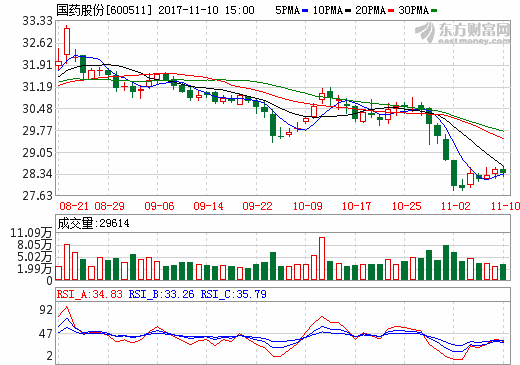 国药股份[600511] 2017-11-10 15:00 5PMA 10PMA 20PMA 30PMA
东方财富网
eastmoney.com
33.33
32.62
31.91
31.19
30.48
29.77
29.05
28.34
27.63
08-21 08-29 09-06 09-14 09-22 10-09 10-17 10-25 11-02 11-10
成交量:29614
11.09万
8.05万
5.02万
1.99万
0
RSI_A:34.83 RSI_B:33.26 RSI_C:35.79
92
47
2